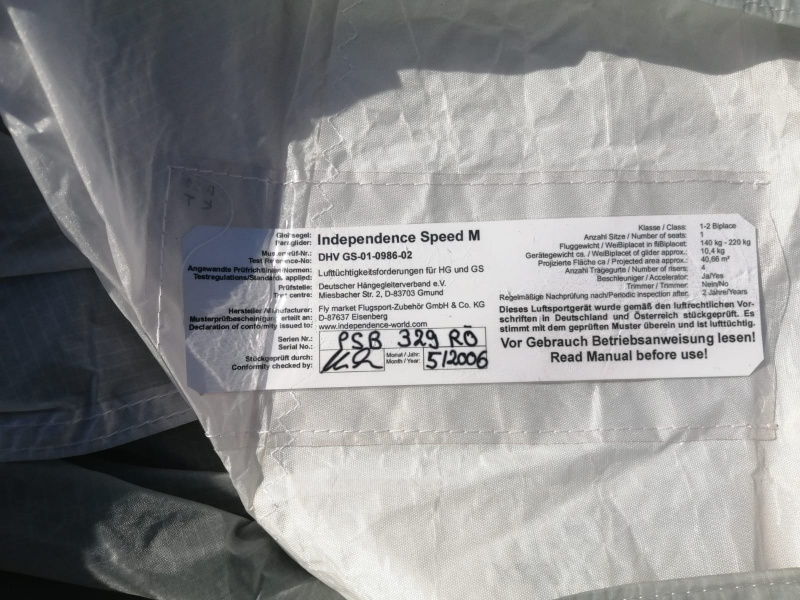 Gleitsegel: Independence Speed M
Paraglider:
Musterprüf-Nr: DHV GS-01-0986-02
Test Reference-No:
Angewandte Prüfrichtlinien/Normen: Lufttüchtigkeitsforderungen für HG und GS
Testregulations/Standards applied:
Prüfstelle: Deutscher Hängegleiterverband e.V.
Test centre: Miesbacher Str. 2, D-83703 Gmund
Hersteller/Manufacturer: Fly market Flugsport-Zubehör GmbH & Co. KG
Musterprüfbescheinigung erteilt an: D-87637 Eisenberg
Declaration of conformity issued to: www.independence-world.com
Serien Nr.: PSB 329 RÖ
Serial No.:
Stückgeprüft durch: Monat / Jahr: 5/2006
Conformity checked by: Month / Year:
Klasse / Class: 1-2 Biplace
Anzahl Sitze / Number of seats: 1
Fluggewicht / WeiBiplacet in fliBiplacet: 140 kg - 220 kg
Gerätegewicht ca. / WeiBiplacet of glider approx.: 10,4 kg
Projizierte Fläche ca / Projected area approx.: 40,66 m²
Anzahl Tragegurte / Number of risers: 4
Beschleuniger / Accelerator: Ja/Yes
Trimmer / Trimmer: Nein/No
Regelmäßige Nachprüfung nach/Periodic inspection after: 2 Jahre/Years
Dieses Luftsportgerät wurde gemäß den luftrechtlichen Vor-
schriften in Deutschland und Österreich stückgeprüft. Es
stimmt mit dem geprüften Muster überein und ist lufttüchtig.
Vor Gebrauch Betriebsanweisung lesen!
Read Manual before use!